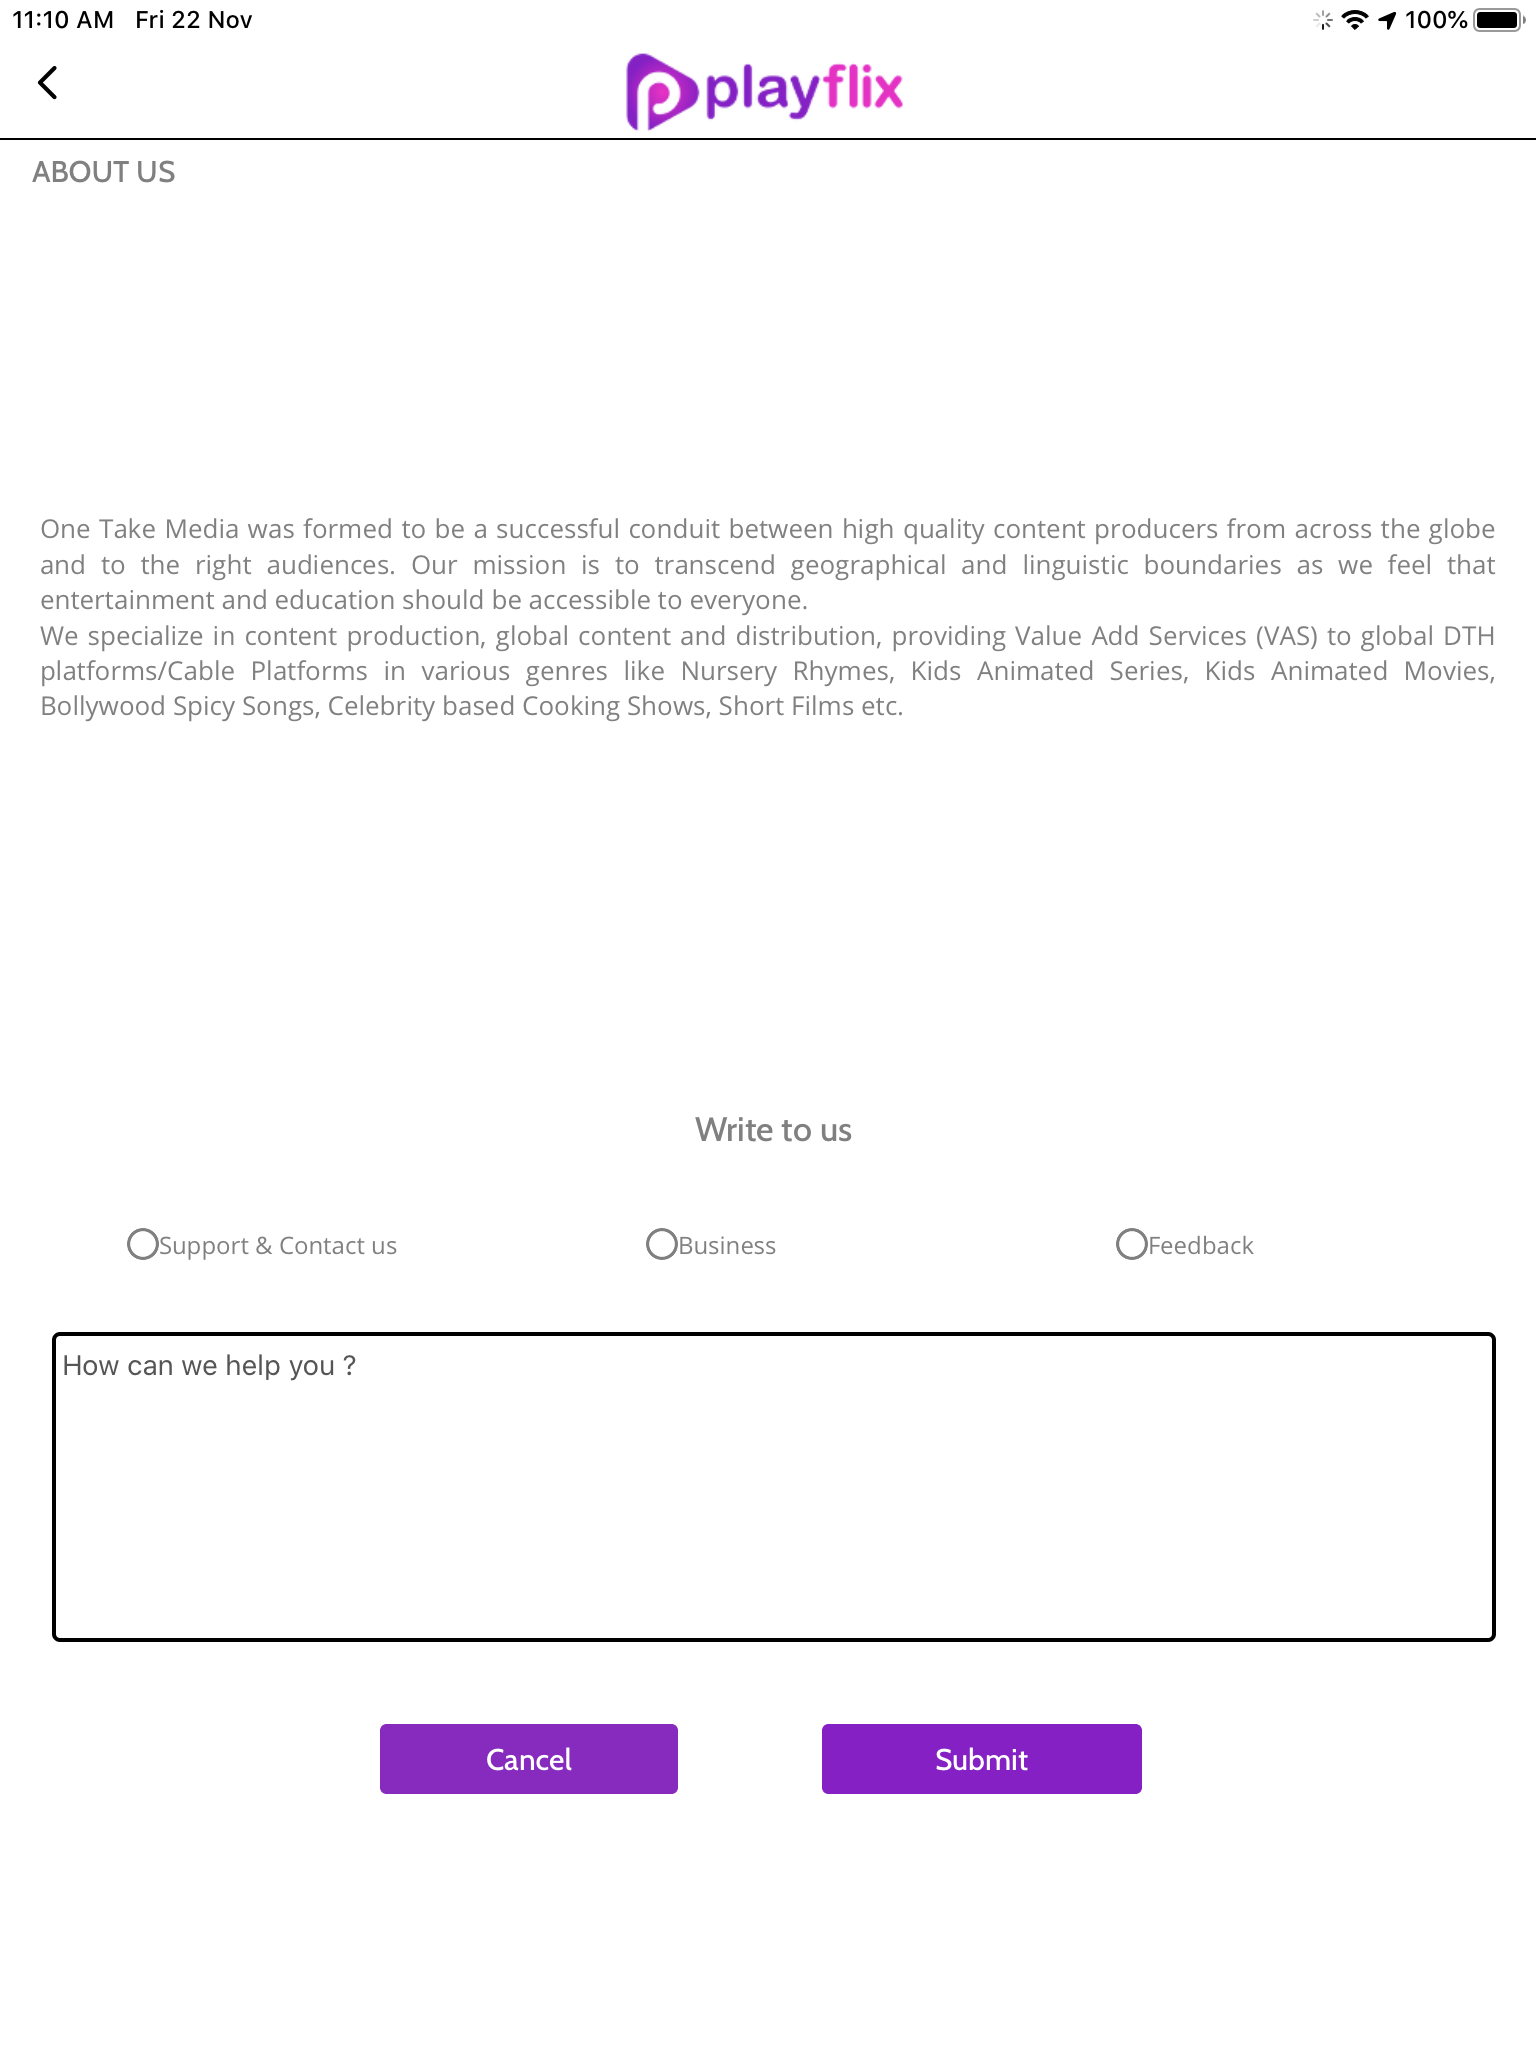 11:10 AM Fri 22 Nov 100%
playflix
ABOUT US
One Take Media was formed to be a successful conduit between high quality content producers from across the globe
and to the right audiences. Our mission is to transcend geographical and linguistic boundaries as we feel that
entertainment and education should be accessible to everyone.
We specialize in content production, global content and distribution, providing Value Add Services (VAS) to global DTH
platforms/Cable Platforms in various genres like Nursery Rhymes, Kids Animated Series, Kids Animated Movies,
Bollywood Spicy Songs, Celebrity based Cooking Shows, Short Films etc.
Write to us
Support & Contact us Business Feedback
How can we help you ?
Cancel Submit